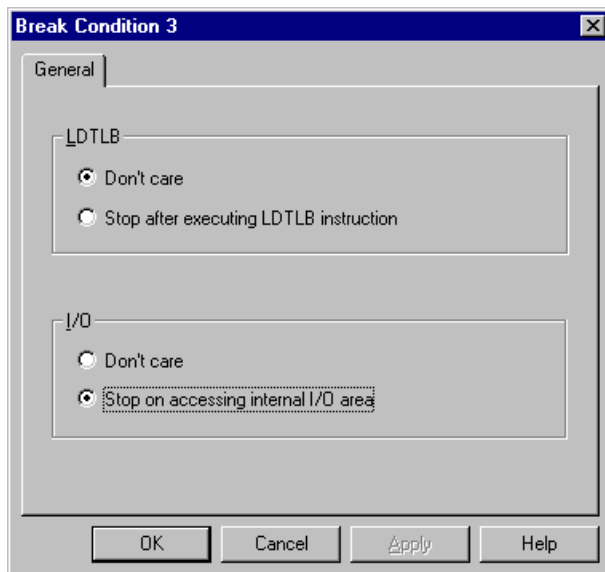 Break Condition 3
General
LDTLB
Don't care
Stop after executing LDTLB instruction
I/O
Don't care
Stop on accessing internal I/O area
OK Cancel Apply Help